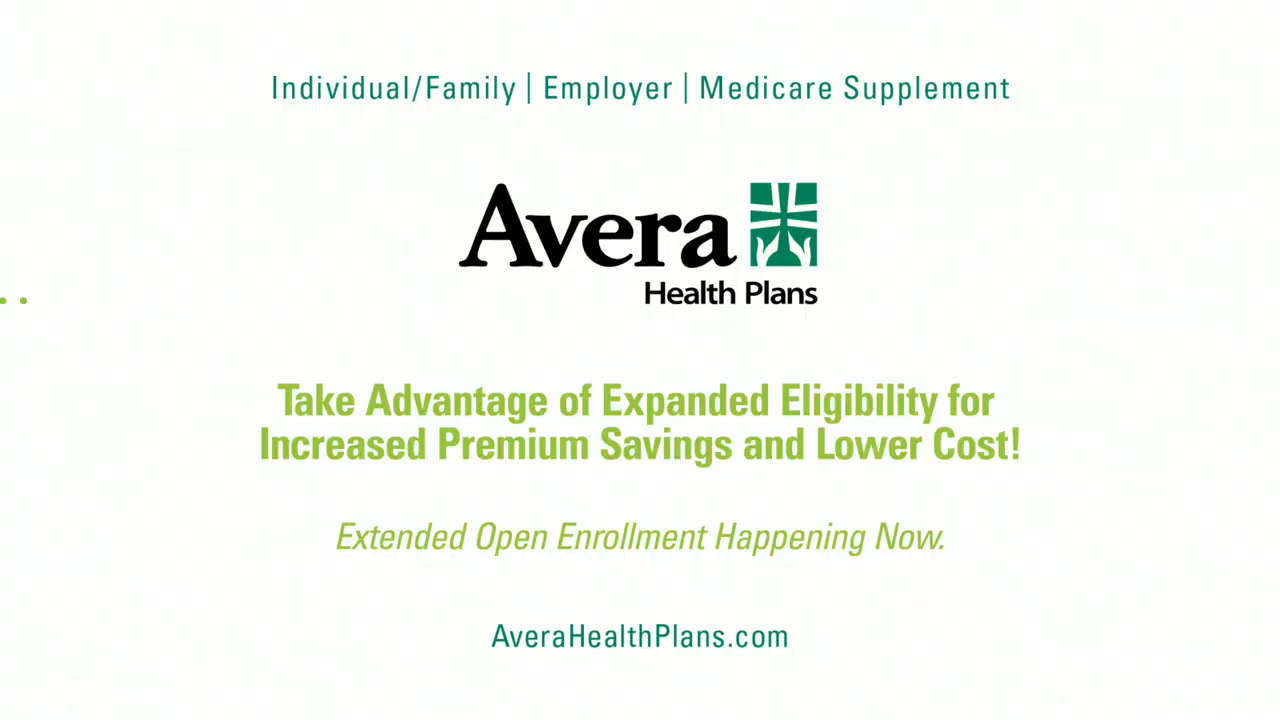 Individual/Family | Employer | Medicare Supplement
Avera
Health Plans
Take Advantage of Expanded Eligibility for
Increased Premium Savings and Lower Cost!
Extended Open Enrollment Happening Now.
AveraHealthPlans.com